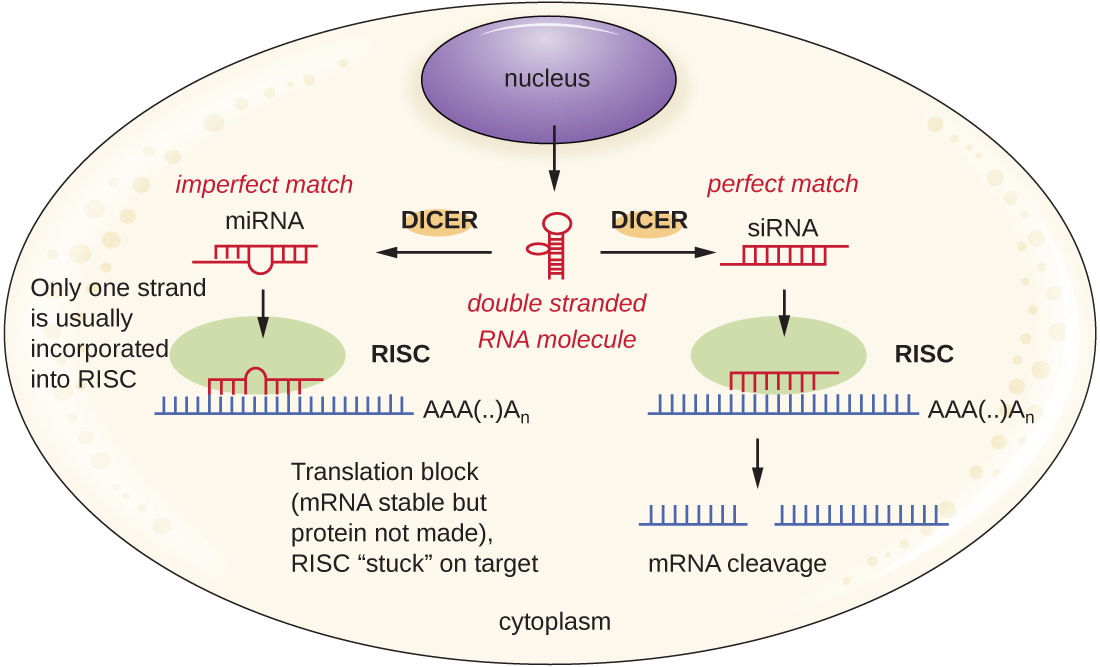 nucleus
imperfect match
perfect match
miRNA
DICER
DICER
siRNA
Only one strand
is usually
incorporated
into RISC
double stranded
RNA molecule
RISC
RISC
AAA(..)An
AAA(..)An
Translation block
(mRNA stable but
protein not made),
RISC “stuck” on target
mRNA cleavage
cytoplasm